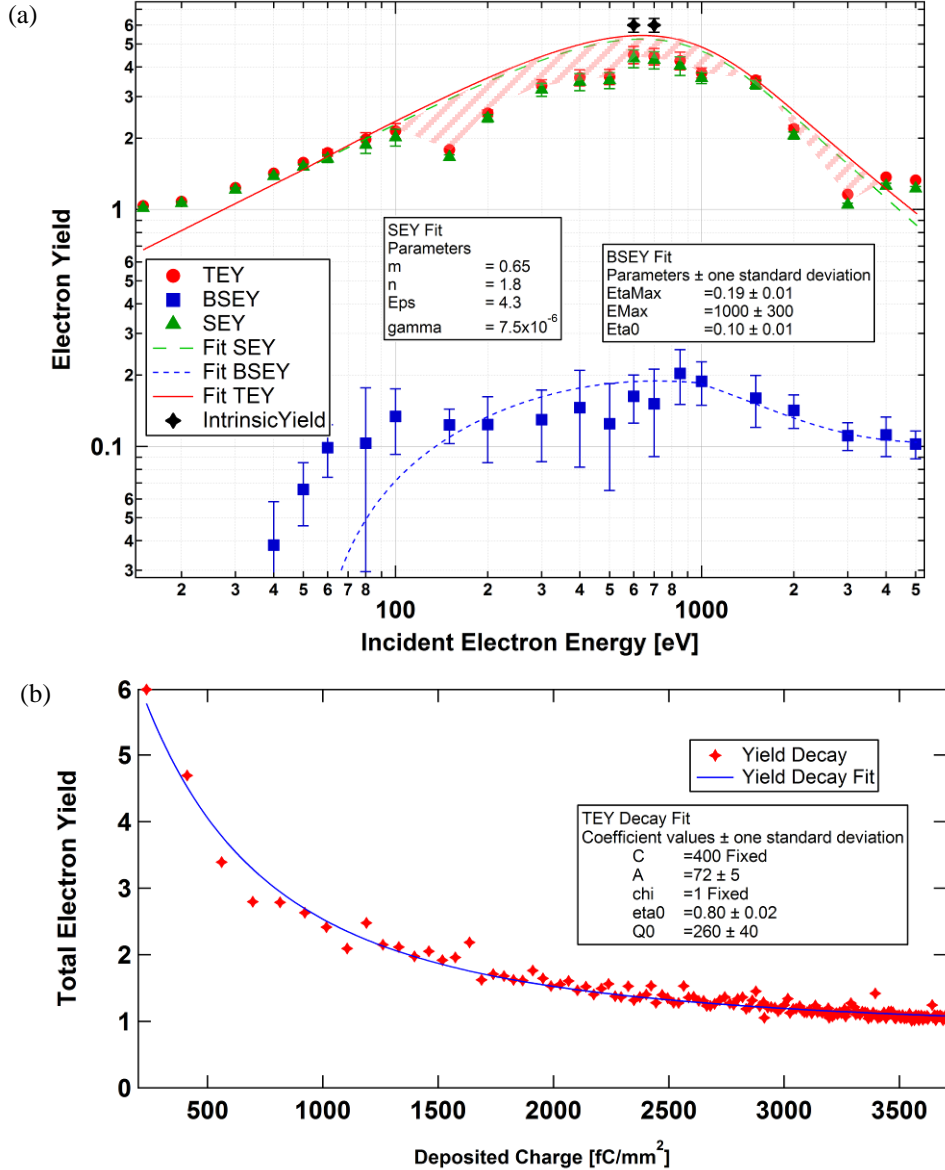 (a)
6
5
4
3
2
1
9
8
7
6
5
4
3
2
0.1
9
8
7
6
5
4
3
Electron Yield
SEY Fit
Parameters
m = 0.65
n = 1.8
Eps = 4.3
gamma = 7.5x10⁻⁶
BSEY Fit
Parameters ± one standard deviation
EtaMax =0.19 ± 0.01
EMax =1000 ± 300
Eta0 =0.10 ± 0.01
TEY
BSEY
SEY
Fit SEY
Fit BSEY
Fit TEY
IntrinsicYield
2 3 4 5 6 7 8 2 3 4 5 6 7 8 2 3 4 5
100 1000
Incident Electron Energy [eV]
(b)
6
5
4
3
2
1
0
Total Electron Yield
Yield Decay
Yield Decay Fit
TEY Decay Fit
Coefficient values ± one standard deviation
C =400 Fixed
A =72 ± 5
chi =1 Fixed
eta0 =0.80 ± 0.02
Q0 =260 ± 40
500 1000 1500 2000 2500 3000 3500
Deposited Charge [fC/mm²]